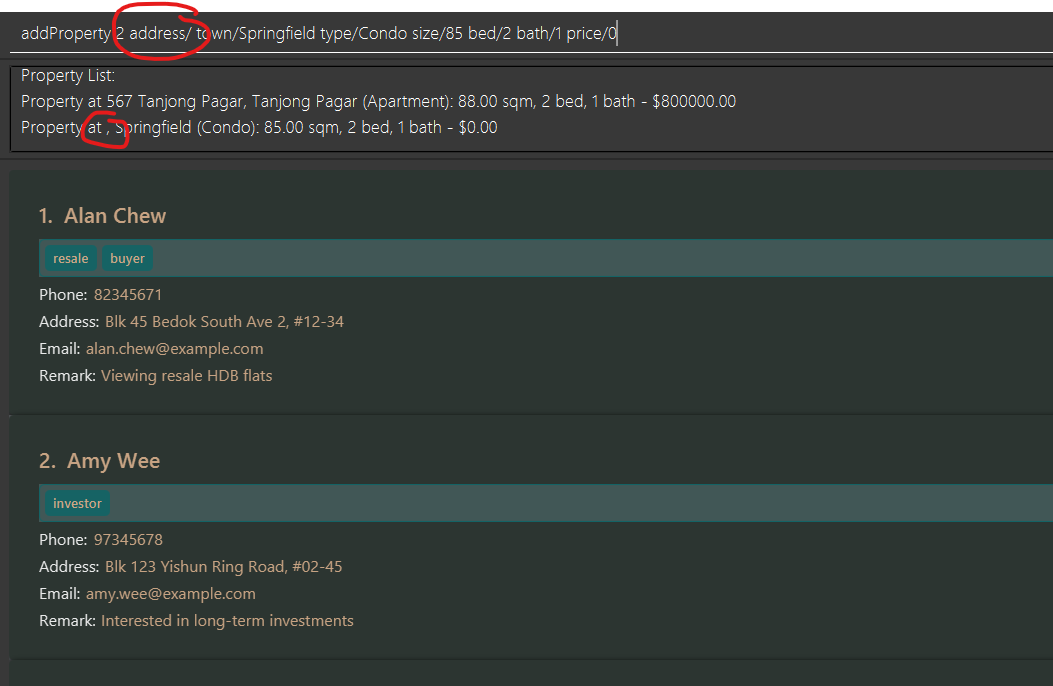 addProperty 2 address/ town/Springfield type/Condo size/85 bed/2 bath/1 price/0
Property List:
Property at 567 Tanjong Pagar, Tanjong Pagar (Apartment): 88.00 sqm, 2 bed, 1 bath - $800000.00
Property at , Springfield (Condo): 85.00 sqm, 2 bed, 1 bath - $0.00
1. Alan Chew
resale buyer
Phone: 82345671
Address: Blk 45 Bedok South Ave 2, #12-34
Email: alan.chew@example.com
Remark: Viewing resale HDB flats
2. Amy Wee
investor
Phone: 97345678
Address: Blk 123 Yishun Ring Road, #02-45
Email: amy.wee@example.com
Remark: Interested in long-term investments